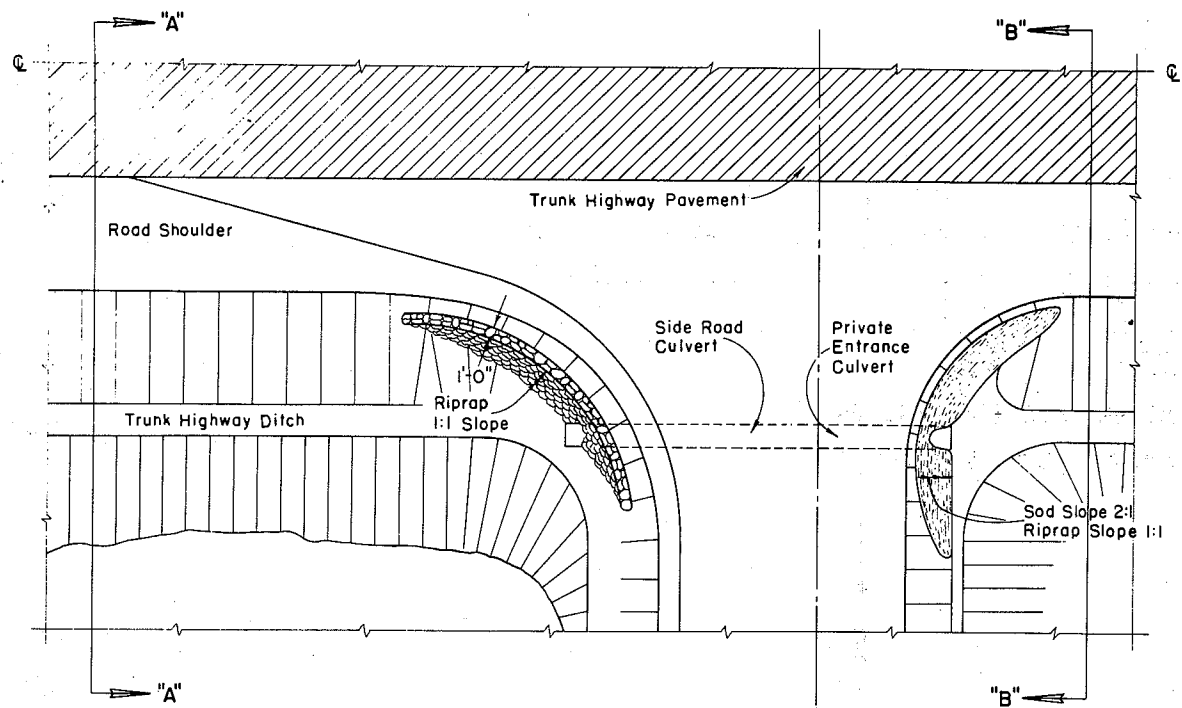 "A"
"B"
℄
℄
Trunk Highway Pavement
Road Shoulder
Side Road
Culvert
Private
Entrance
Culvert
1'-0"
Riprap
1:1 Slope
Trunk Highway Ditch
Sod Slope 2:1
Riprap Slope 1:1
"A"
"B"